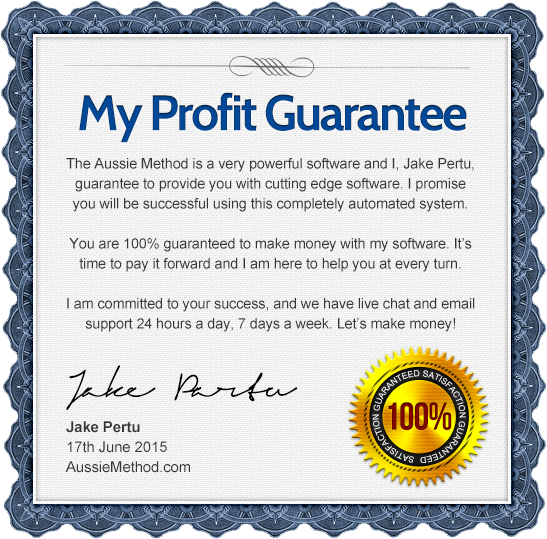 My Profit Guarantee
The Aussie Method is a very powerful software and I, Jake Pertu,
guarantee to provide you with cutting edge software. I promise
you will be successful using this completely automated system.
You are 100% guaranteed to make money with my software. It's
time to pay it forward and I am here to help you at every turn.
I am committed to your success, and we have live chat and email
support 24 hours a day, 7 days a week. Let's make money!
Jake Pertu
Jake Pertu
17th June 2015
AussieMethod.com
GUARANTEED SATISFACTION
100%
SATISFACTION GUARANTEED